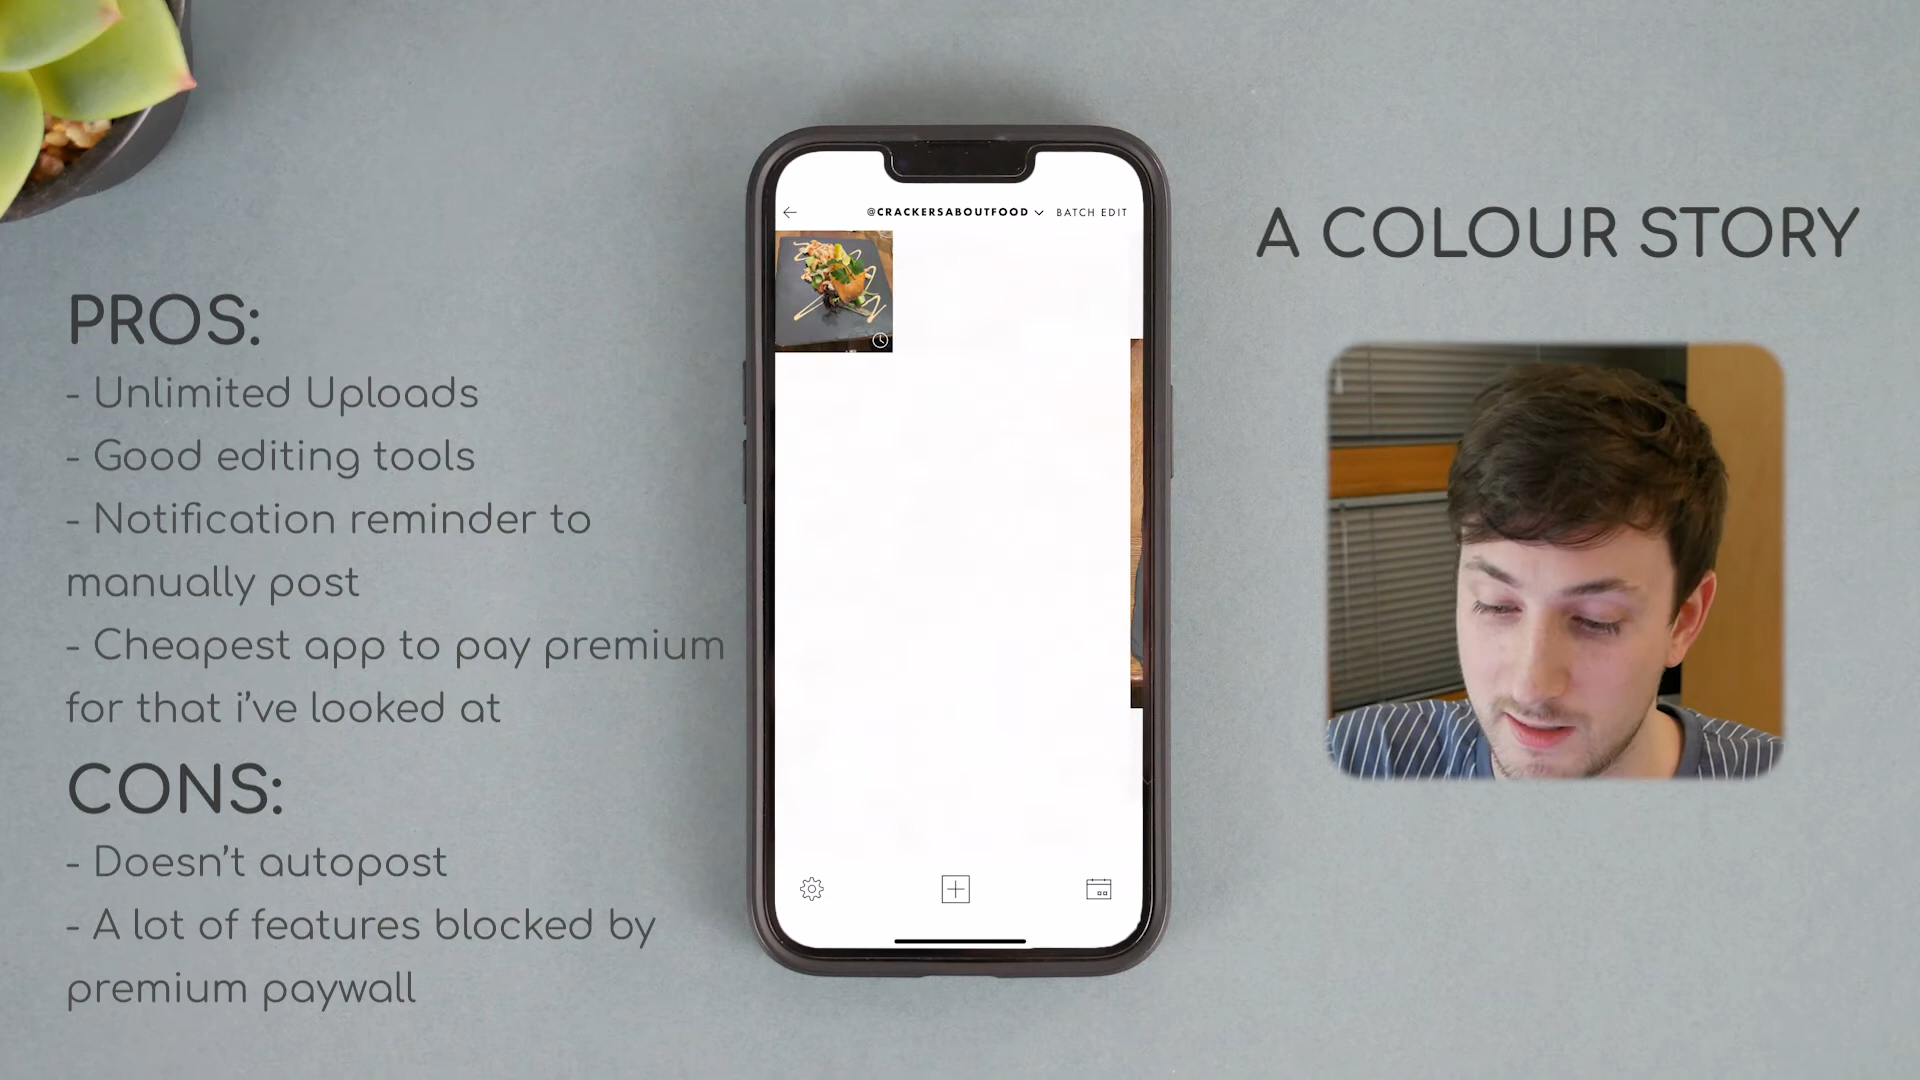 @CRACKERSABOUTFOOD BATCH EDIT
A COLOUR STORY
PROS:
- Unlimited Uploads
- Good editing tools
- Notification reminder to
manually post
- Cheapest app to pay premium
for that i've looked at
CONS:
- Doesn't autopost
- A lot of features blocked by
premium paywall